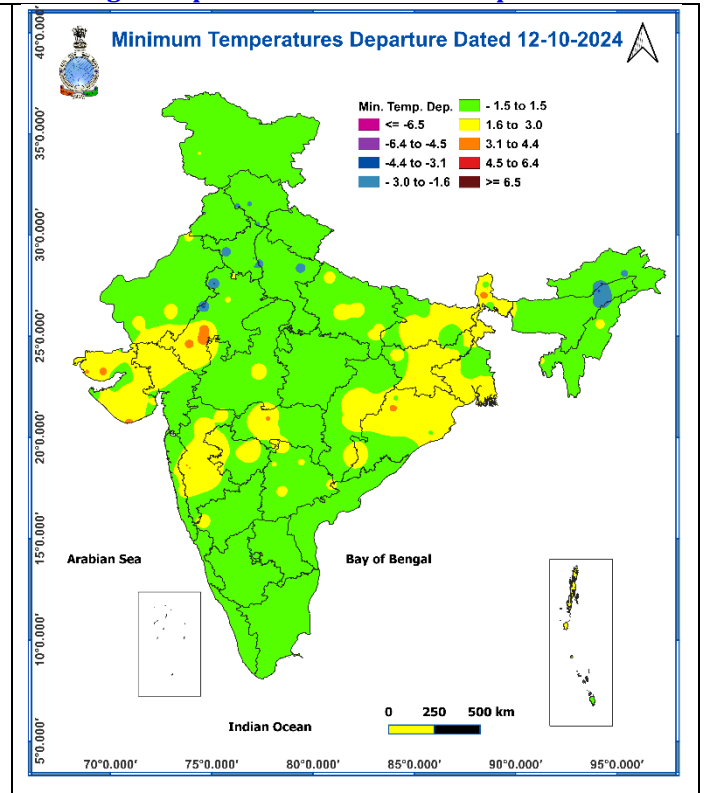 Minimum Temperatures Departure Dated 12-10-2024
Min. Temp. Dep.
<= -6.5
-6.4 to -4.5
-4.4 to -3.1
- 3.0 to -1.6
- 1.5 to 1.5
1.6 to 3.0
3.1 to 4.4
4.5 to 6.4
>= 6.5
40°0.000'
35°0.000'
30°0.000'
25°0.000'
20°0.000'
15°0.000'
10°0.000'
5°0.000'
Arabian Sea
Bay of Bengal
Indian Ocean
0 250 500 km
70°0.000' 75°0.000' 80°0.000' 85°0.000' 90°0.000' 95°0.000'